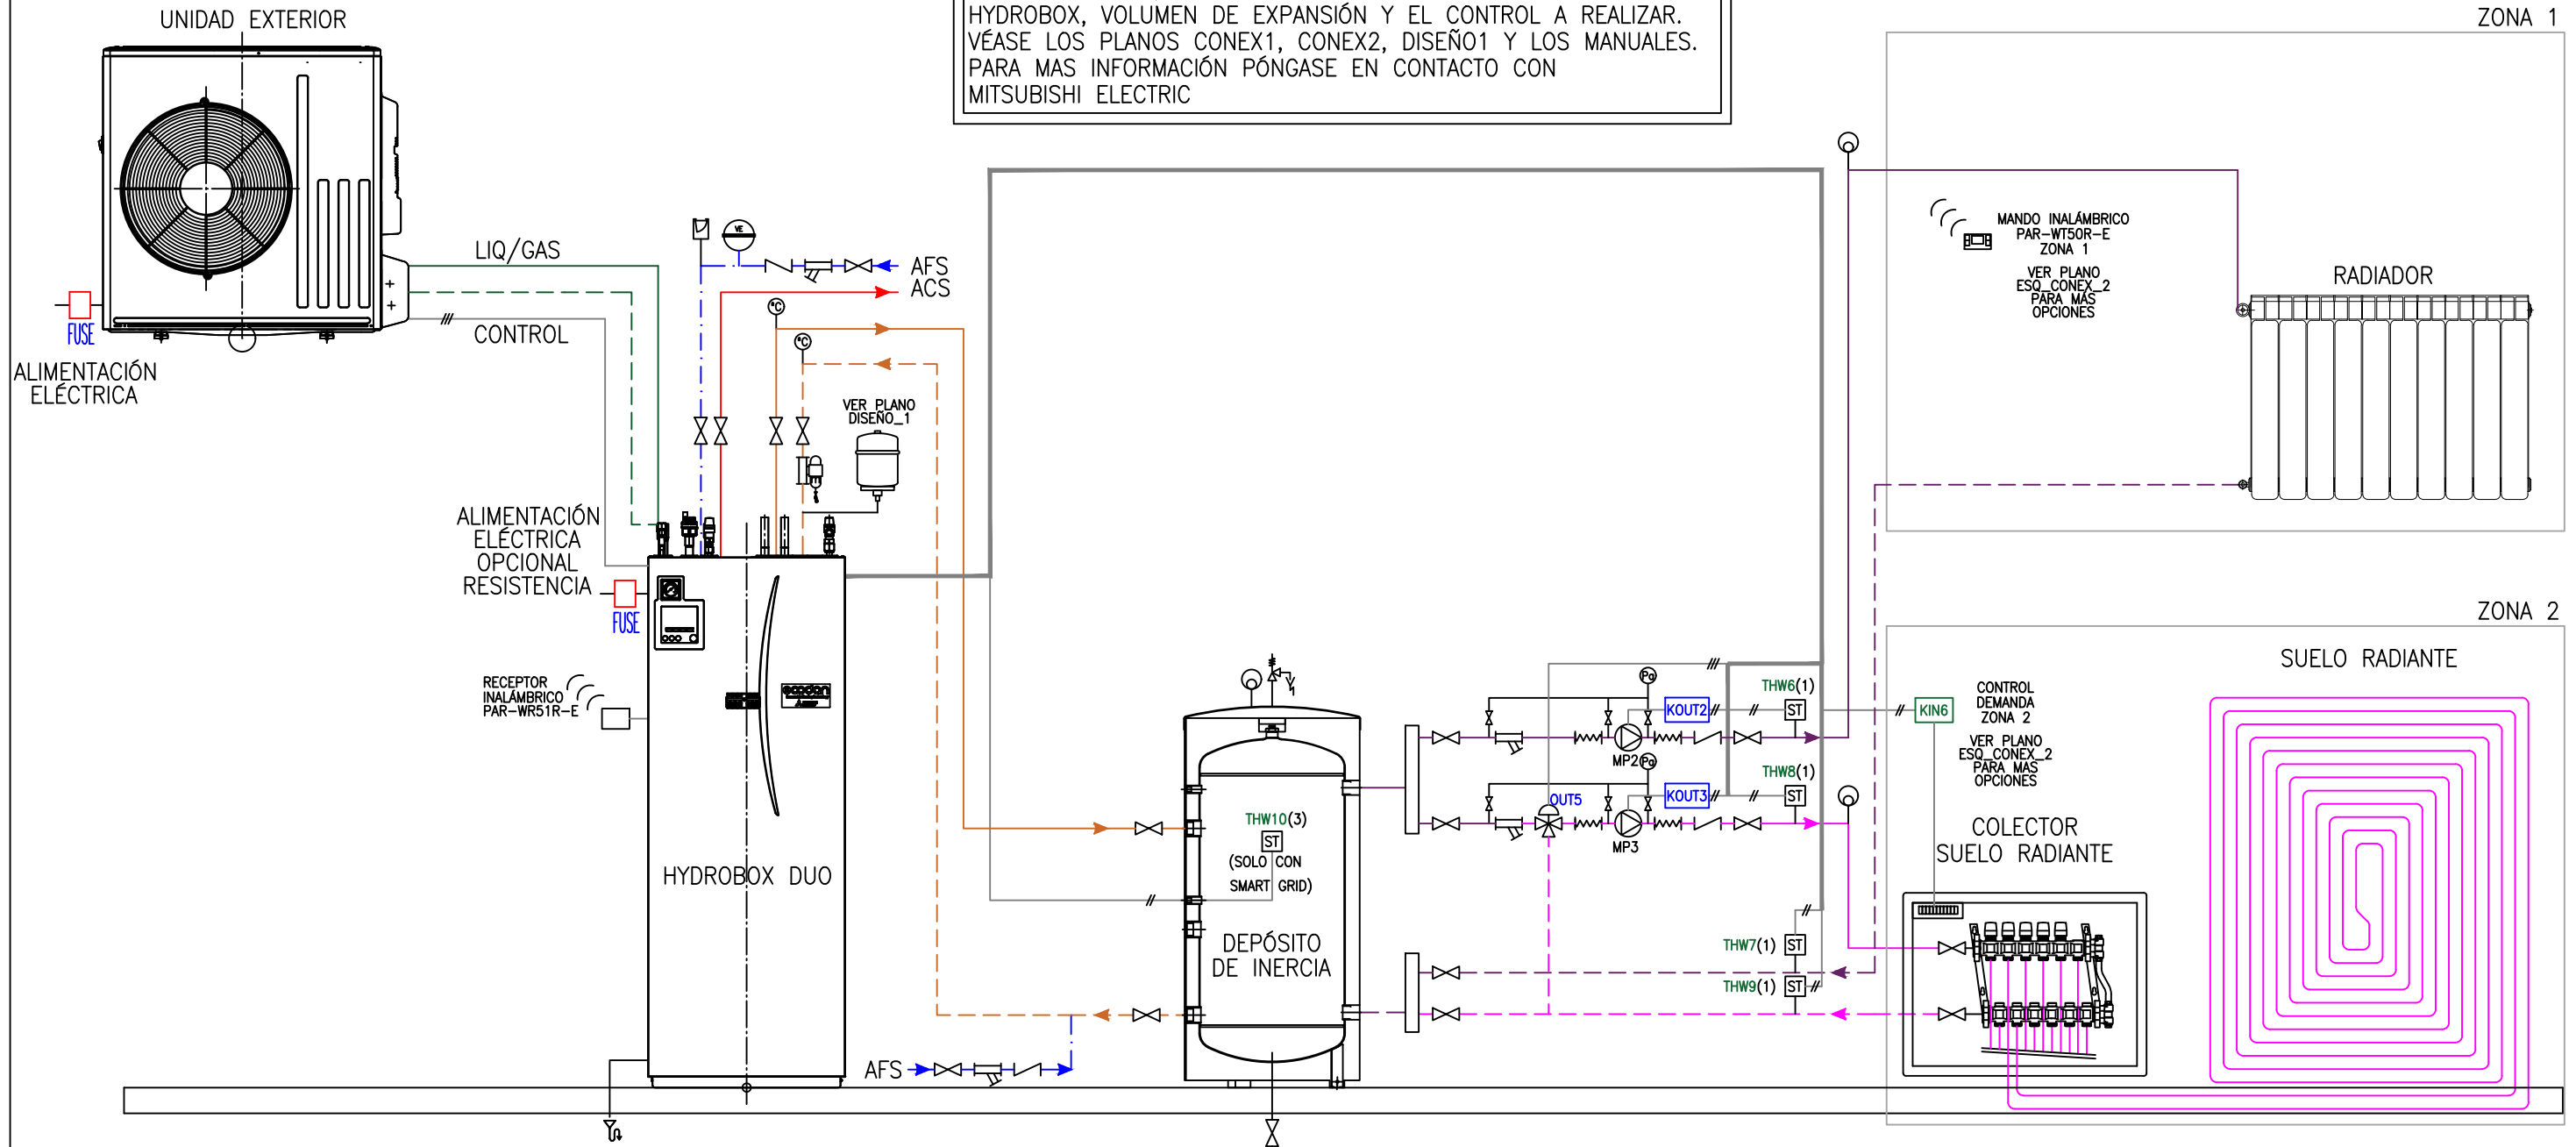 UNIDAD EXTERIOR
HYDROBOX, VOLUMEN DE EXPANSIÓN Y EL CONTROL A REALIZAR.
VÉASE LOS PLANOS CONEX1, CONEX2, DISEÑO1 Y LOS MANUALES.
PARA MAS INFORMACIÓN PÓNGASE EN CONTACTO CON
MITSUBISHI ELECTRIC
ZONA 1
LIQ/GAS
CONTROL
FUSE
ALIMENTACIÓN
ELÉCTRICA
VE
AFS
ACS
°C
°C
VER PLANO
DISEÑO_1
MANDO INALÁMBRICO
PAR-WT50R-E
ZONA 1
VER PLANO
ESQ_CONEX_2
PARA MÁS
OPCIONES
RADIADOR
ALIMENTACIÓN
ELÉCTRICA
OPCIONAL
RESISTENCIA
FUSE
RECEPTOR
INALÁMBRICO
PAR-WR51R-E
ecodan
HYDROBOX DUO
THW10(3)
ST
(SOLO CON
SMART GRID)
DEPÓSITO
DE INERCIA
AFS
Pa
KOUT2
THW6(1)
ST
MP2
Pa
KOUT3
THW8(1)
ST
OUT5
MP3
THW7(1)
ST
THW9(1)
ST
ZONA 2
SUELO RADIANTE
KIN6
CONTROL
DEMANDA
ZONA 2
VER PLANO
ESQ_CONEX_2
PARA MAS
OPCIONES
COLECTOR
SUELO RADIANTE